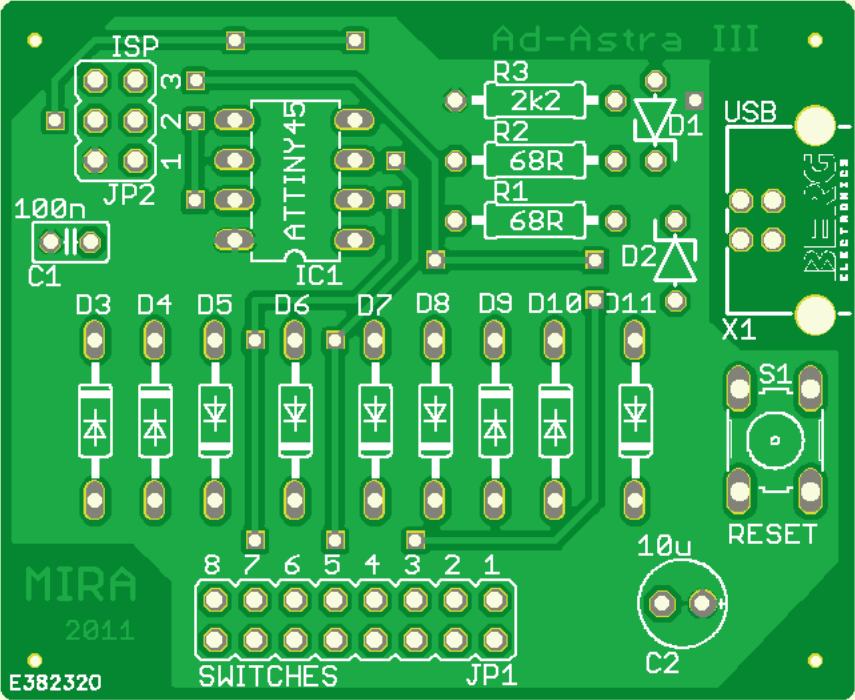 Ad-Astra III
ISP
3
2
1
JP2
ATTINY45
IC1
R3
2k2
R2
68R
R1
68R
D1
D2
USB
BERG
ELECTRONICS
X1
100n
C1
D3 D4 D5 D6 D7 D8 D9 D10 D11
S1
RESET
8 7 6 5 4 3 2 1
SWITCHES JP1
10u
+
C2
MIRA
2011
E382320